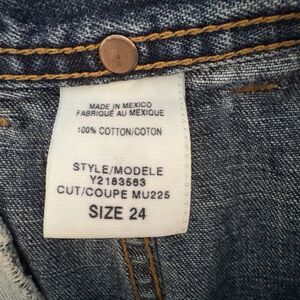 MADE IN MEXICO
FABRIQUÉ AU MEXIQUE
100% COTTON/COTON
STYLE/MODELE
Y2183563
CUT/COUPE MU225
SIZE 24